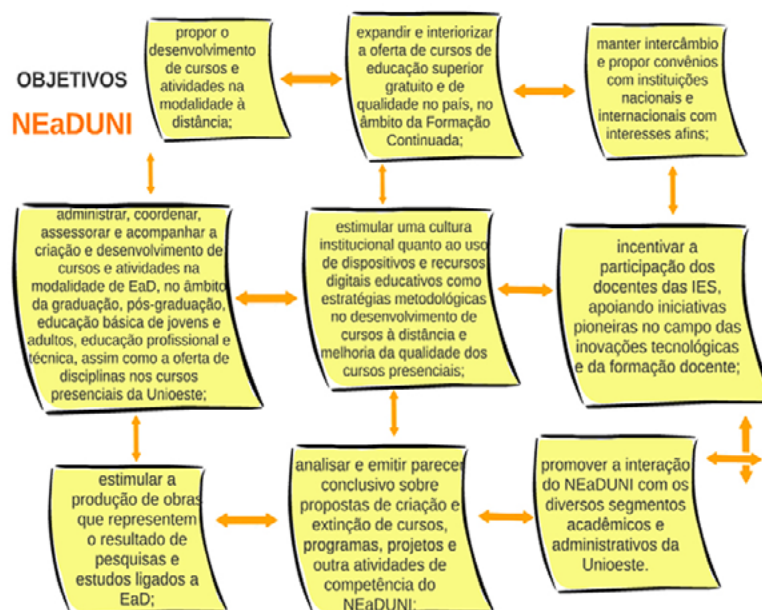 OBJETIVOS
NEaDUNI
propor o
desenvolvimento
de cursos e
atividades na
modalidade à
distância;
expandir e interiorizar
a oferta de cursos de
educação superior
gratuito e de
qualidade no país, no
âmbito da Formação
Continuada;
manter intercâmbio
e propor convênios
com instituições
nacionais e
internacionais com
interesses afins;
administrar, coordenar,
assessorar e acompanhar a
criação e desenvolvimento de
cursos e atividades na
modalidade de EaD, no âmbito
da graduação, pós-graduação,
educação básica de jovens e
adultos, educação profissional e
técnica, assim como a oferta de
disciplinas nos cursos
presenciais da Unioeste;
estimular uma cultura
institucional quanto ao uso
de dispositivos e recursos
digitais educativos como
estratégias metodológicas
no desenvolvimento de
cursos à distância e
melhoria da qualidade dos
cursos presenciais;
incentivar a
participação dos
docentes das IES,
apoiando iniciativas
pioneiras no campo das
inovações tecnológicas
e da formação docente;
estimular a
produção de obras
que representem
o resultado de
pesquisas e
estudos ligados a
EaD;
analisar e emitir parecer
conclusivo sobre
propostas de criação e
extinção de cursos,
programas, projetos e
outra atividades de
competência do
NEaDUNI;
promover a interação
do NEaDUNI com os
diversos segmentos
acadêmicos e
administrativos da
Unioeste.